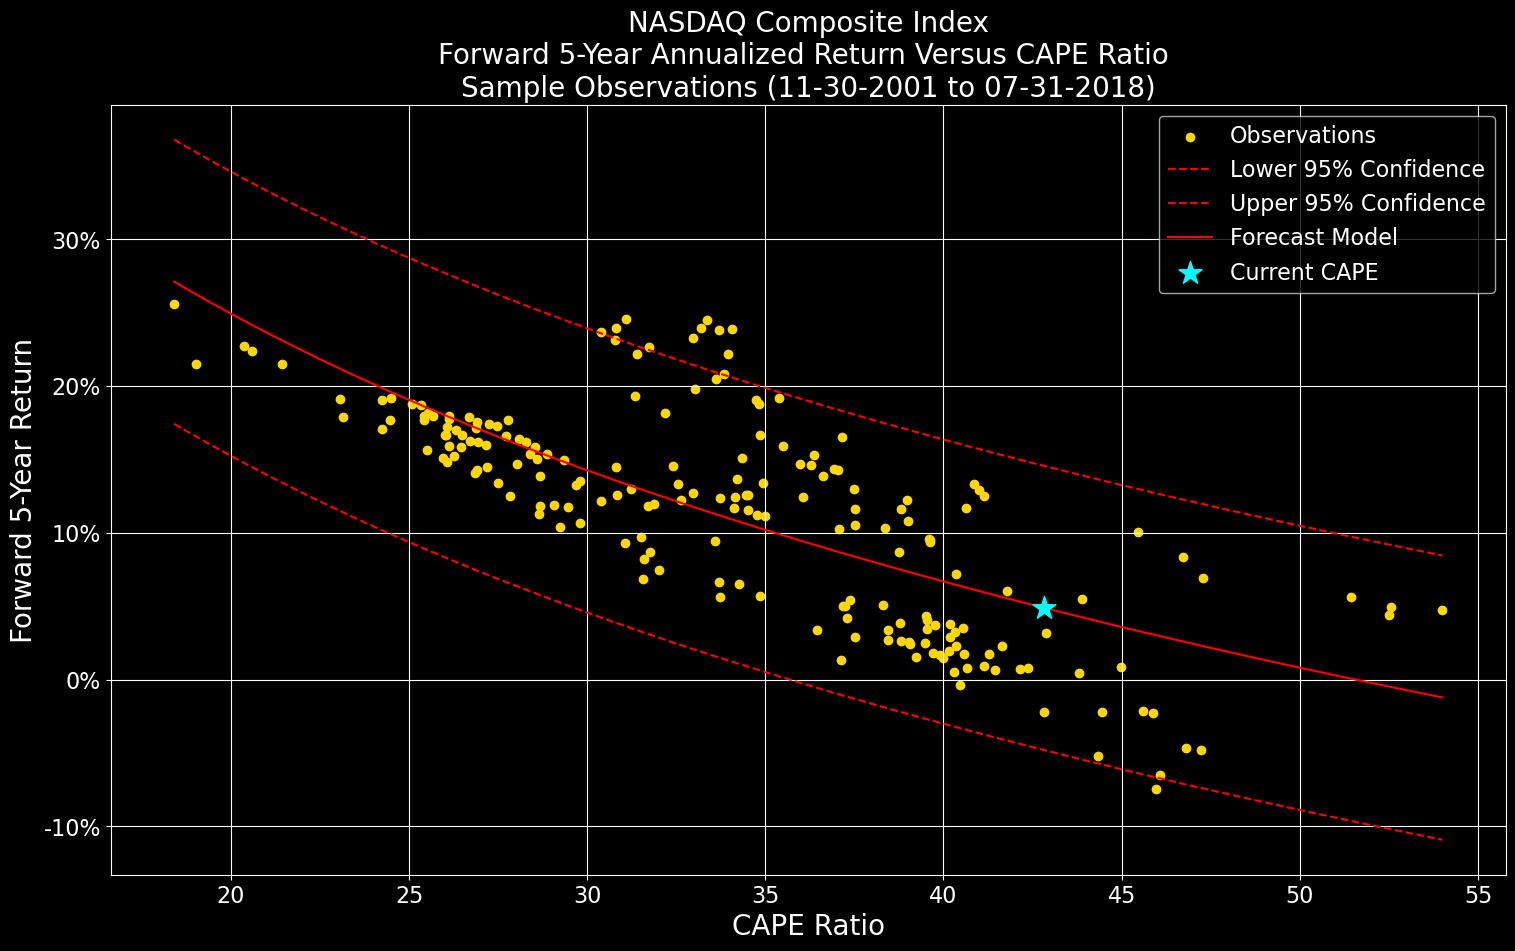 NASDAQ Composite Index
Forward 5-Year Annualized Return Versus CAPE Ratio
Sample Observations (11-30-2001 to 07-31-2018)
Observations
Lower 95% Confidence
Upper 95% Confidence
Forecast Model
Current CAPE
Forward 5-Year Return
30%
20%
10%
0%
-10%
20 25 30 35 40 45 50 55
CAPE Ratio